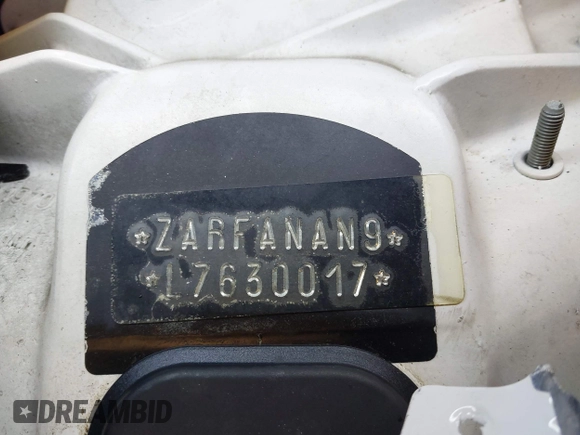 *ZARFANAN9*
*L7630017*
DREAMBID